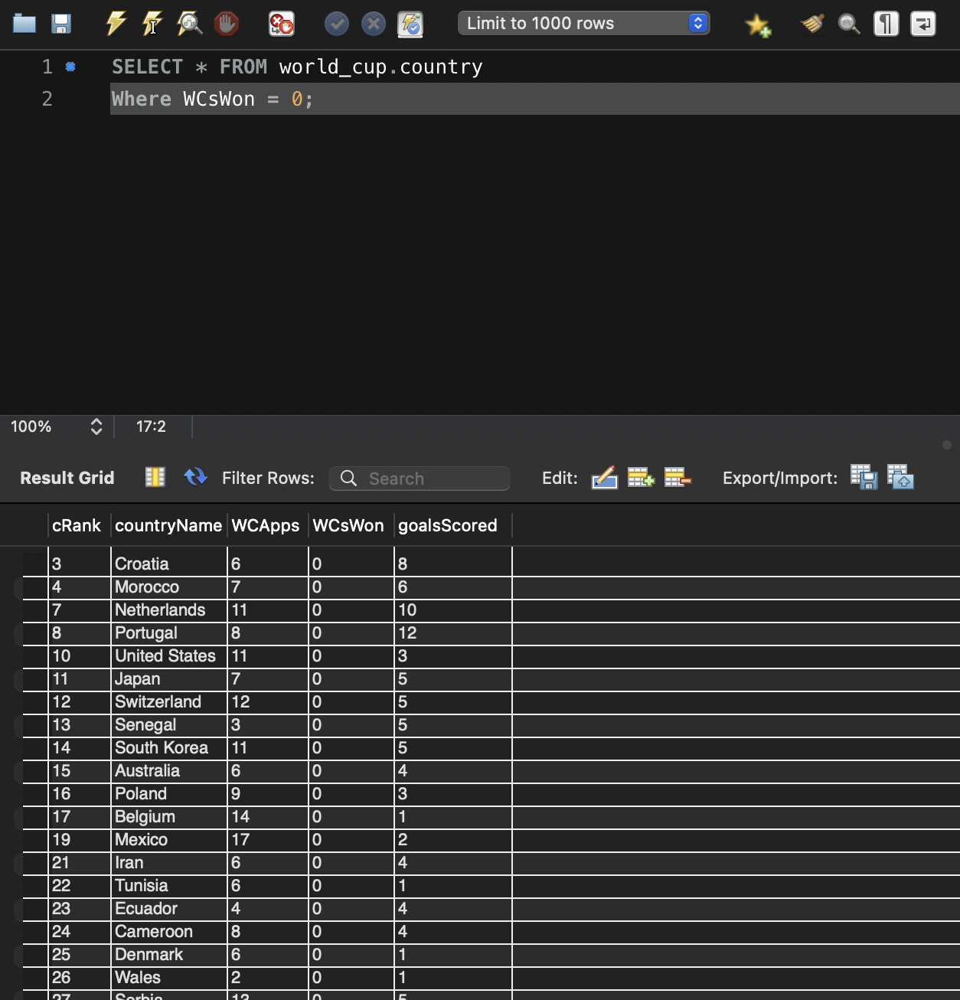 Limit to 1000 rows
1 SELECT * FROM world_cup.country
2 Where WCsWon = 0;
100% 17:2
Result Grid Filter Rows: Search Edit: Export/Import:
cRank countryName WCApps WCsWon goalsScored
3 Croatia 6 0 8
4 Morocco 7 0 6
7 Netherlands 11 0 10
8 Portugal 8 0 12
10 United States 11 0 3
11 Japan 7 0 5
12 Switzerland 12 0 5
13 Senegal 3 0 5
14 South Korea 11 0 5
15 Australia 6 0 4
16 Poland 9 0 3
17 Belgium 14 0 1
19 Mexico 17 0 2
21 Iran 6 0 4
22 Tunisia 6 0 1
23 Ecuador 4 0 4
24 Cameroon 8 0 4
25 Denmark 6 0 1
26 Wales 2 0 1
27 Serbia 13 0 5